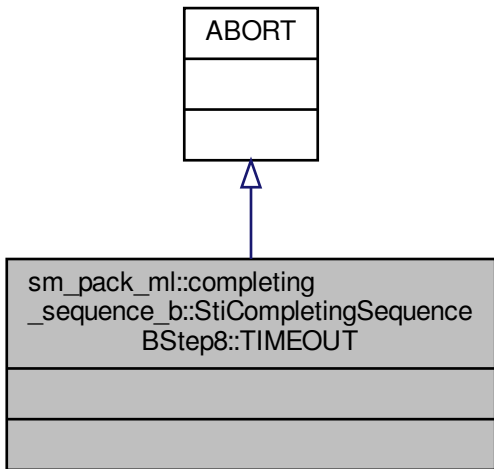 ABORT
sm_pack_ml::completing
_sequence_b::StiCompletingSequence
BStep8::TIMEOUT